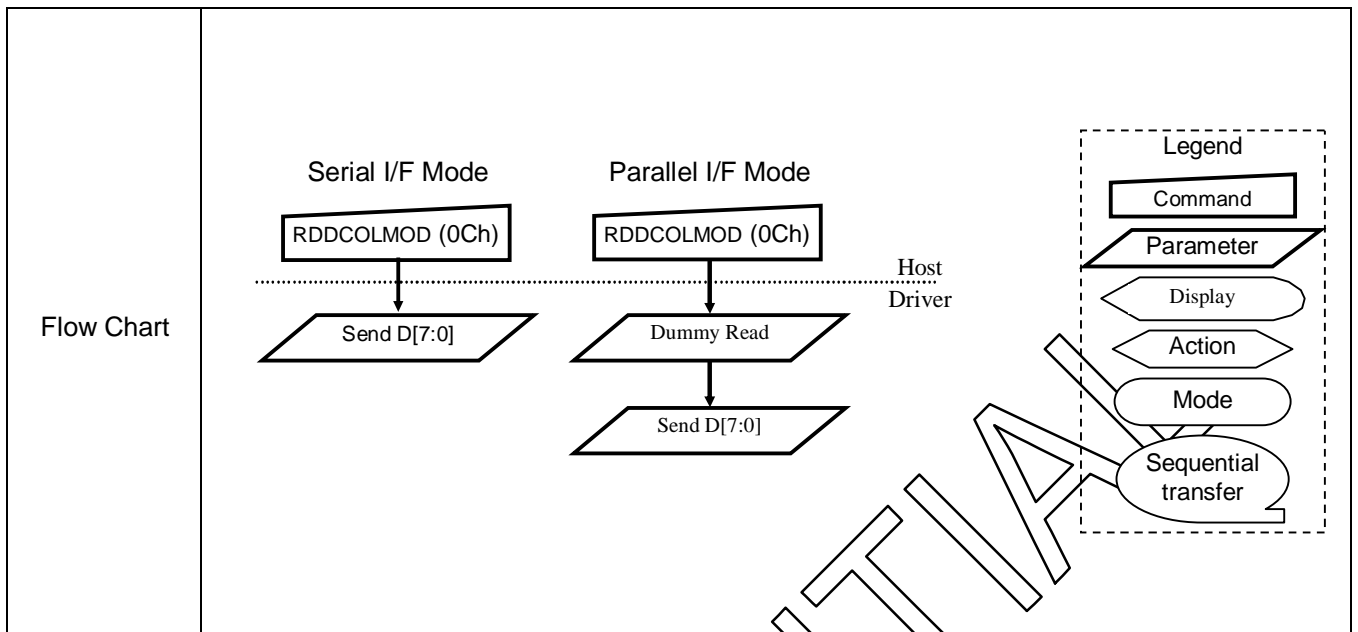 Flow Chart
Serial I/F Mode
RDDCOLMOD (0Ch)
Send D[7:0]
Parallel I/F Mode
RDDCOLMOD (0Ch)
Dummy Read
Send D[7:0]
Host
Driver
Legend
Command
Parameter
Display
Action
Mode
Sequential
transfer
NTIAL